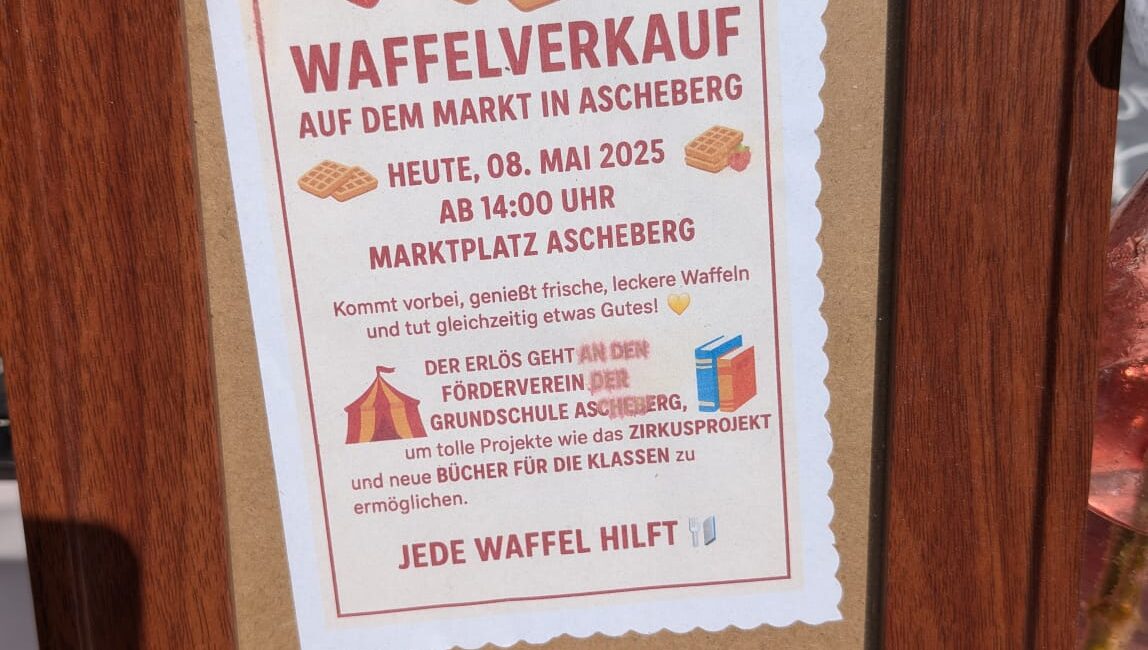 WAFFELVERKAUF
AUF DEM MARKT IN ASCHEBERG
HEUTE, 08. MAI 2025
AB 14:00 UHR
MARKTPLATZ ASCHEBERG
Kommt vorbei, genießt frische, leckere Waffeln
und tut gleichzeitig etwas Gutes!
DER ERLÖS GEHT AN DEN
FÖRDERVEREIN DER
GRUNDSCHULE ASCHEBERG,
um tolle Projekte wie das ZIRKUSPROJEKT
und neue BÜCHER FÜR DIE KLASSEN zu
ermöglichen.
JEDE WAFFEL HILFT